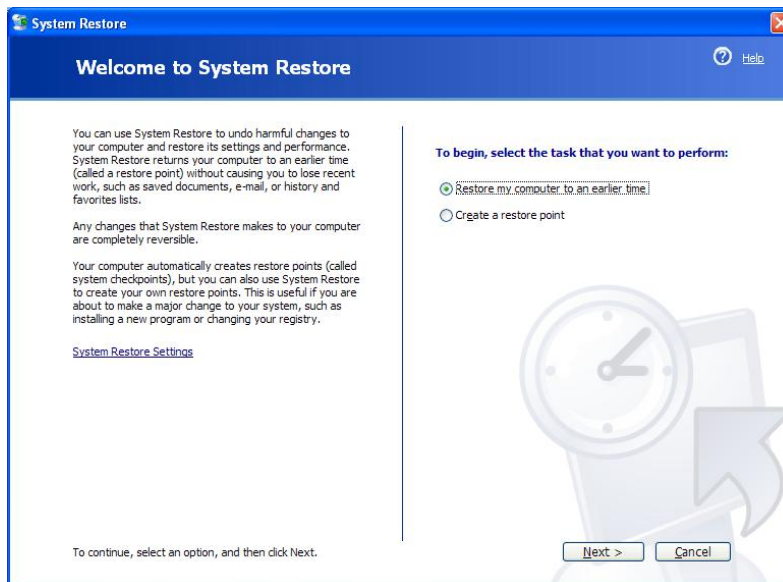 System Restore
Welcome to System Restore
Help
You can use System Restore to undo harmful changes to
your computer and restore its settings and performance.
System Restore returns your computer to an earlier time
(called a restore point) without causing you to lose recent
work, such as saved documents, e-mail, or history and
favorites lists.
Any changes that System Restore makes to your computer
are completely reversible.
Your computer automatically creates restore points (called
system checkpoints), but you can also use System Restore
to create your own restore points. This is useful if you are
about to make a major change to your system, such as
installing a new program or changing your registry.
System Restore Settings
To begin, select the task that you want to perform:
Restore my computer to an earlier time
Create a restore point
To continue, select an option, and then click Next.
Next >
Cancel